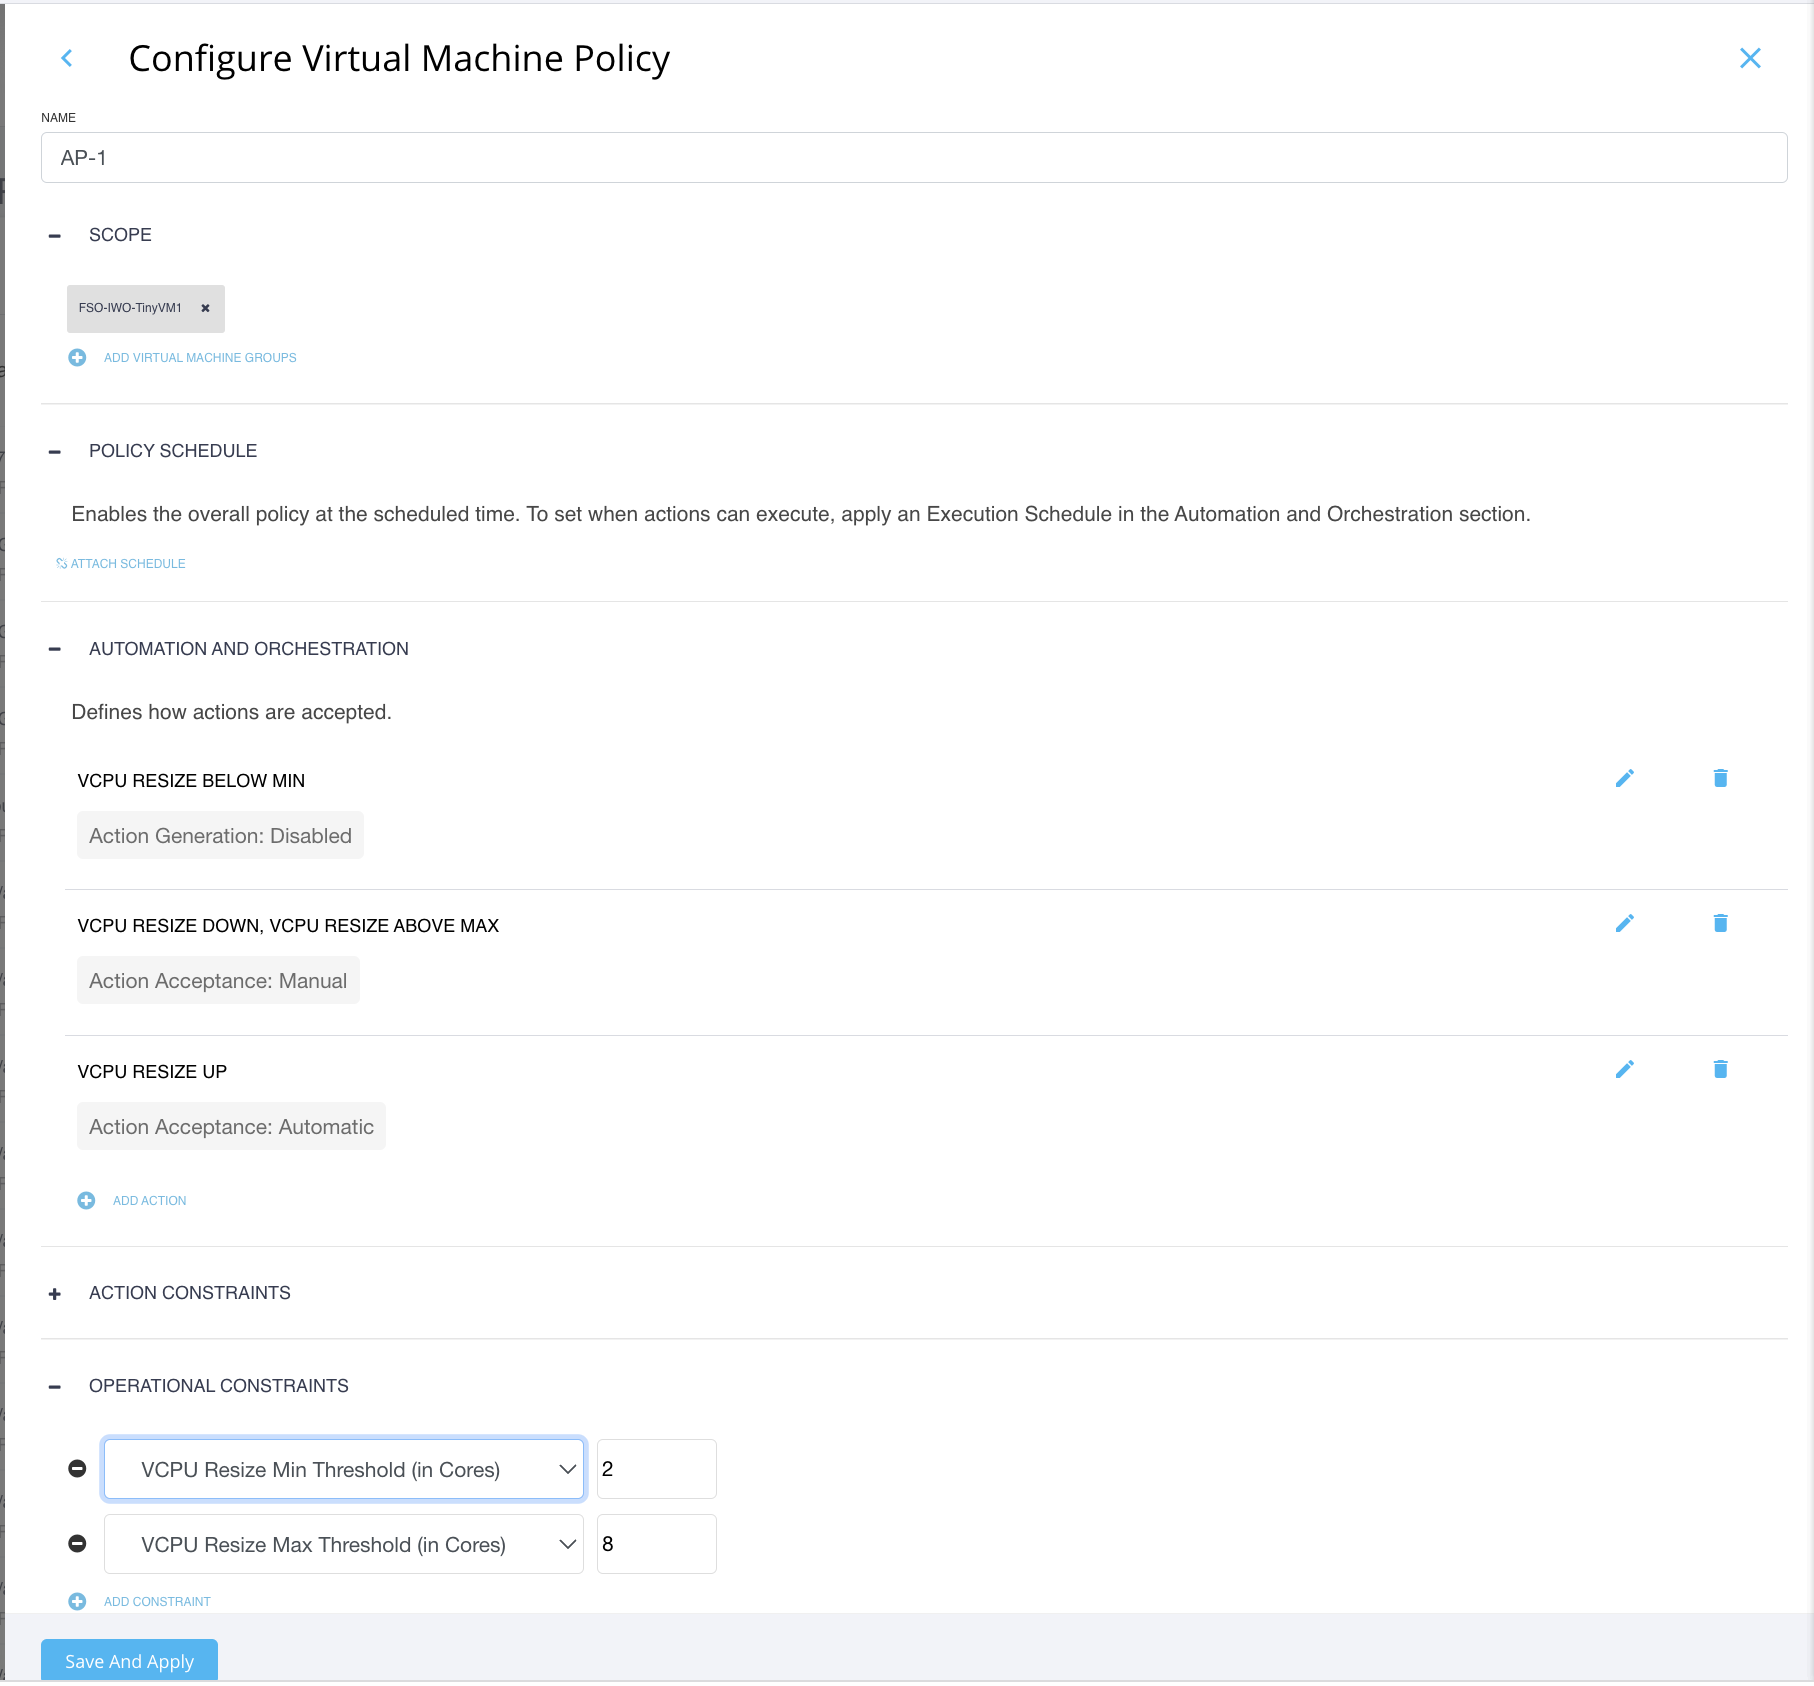 Configure Virtual Machine Policy
NAME
AP-1
SCOPE
FSO-IWO-TinyVM1
ADD VIRTUAL MACHINE GROUPS
POLICY SCHEDULE
Enables the overall policy at the scheduled time. To set when actions can execute, apply an Execution Schedule in the Automation and Orchestration section.
ATTACH SCHEDULE
AUTOMATION AND ORCHESTRATION
Defines how actions are accepted.
VCPU RESIZE BELOW MIN
Action Generation: Disabled
VCPU RESIZE DOWN, VCPU RESIZE ABOVE MAX
Action Acceptance: Manual
VCPU RESIZE UP
Action Acceptance: Automatic
ADD ACTION
ACTION CONSTRAINTS
OPERATIONAL CONSTRAINTS
VCPU Resize Min Threshold (in Cores) 2
VCPU Resize Max Threshold (in Cores) 8
ADD CONSTRAINT
Save And Apply